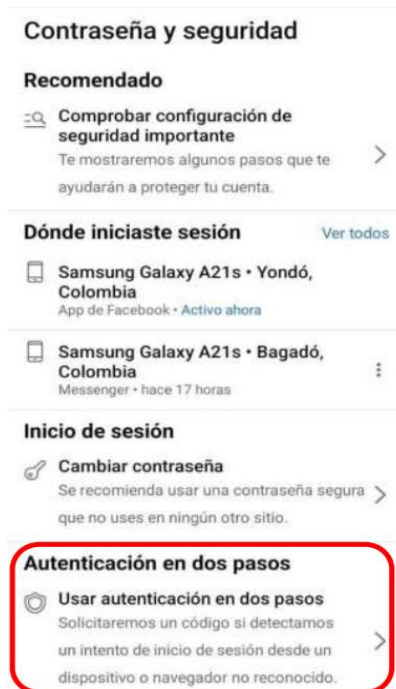 Contraseña y seguridad
Recomendado
Comprobar configuración de
seguridad importante
Te mostraremos algunos pasos que te
ayudarán a proteger tu cuenta.
Dónde iniciaste sesión Ver todos
Samsung Galaxy A21s • Yondó,
Colombia
App de Facebook • Activo ahora
Samsung Galaxy A21s • Bagadó,
Colombia
Messenger • hace 17 horas
Inicio de sesión
Cambiar contraseña
Se recomienda usar una contraseña segura
que no uses en ningún otro sitio.
Autenticación en dos pasos
Usar autenticación en dos pasos
Solicitaremos un código si detectamos
un intento de inicio de sesión desde un
dispositivo o navegador no reconocido.